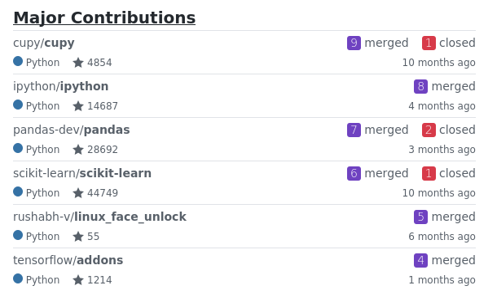 Major Contributions
cupy/cupy 9 merged 1 closed
Python 4854 10 months ago
ipython/ipython 8 merged
Python 14687 4 months ago
pandas-dev/pandas 7 merged 2 closed
Python 28692 3 months ago
scikit-learn/scikit-learn 6 merged 1 closed
Python 44749 10 months ago
rushabh-v/linux_face_unlock 5 merged
Python 55 6 months ago
tensorflow/addons 4 merged
Python 1214 1 months ago